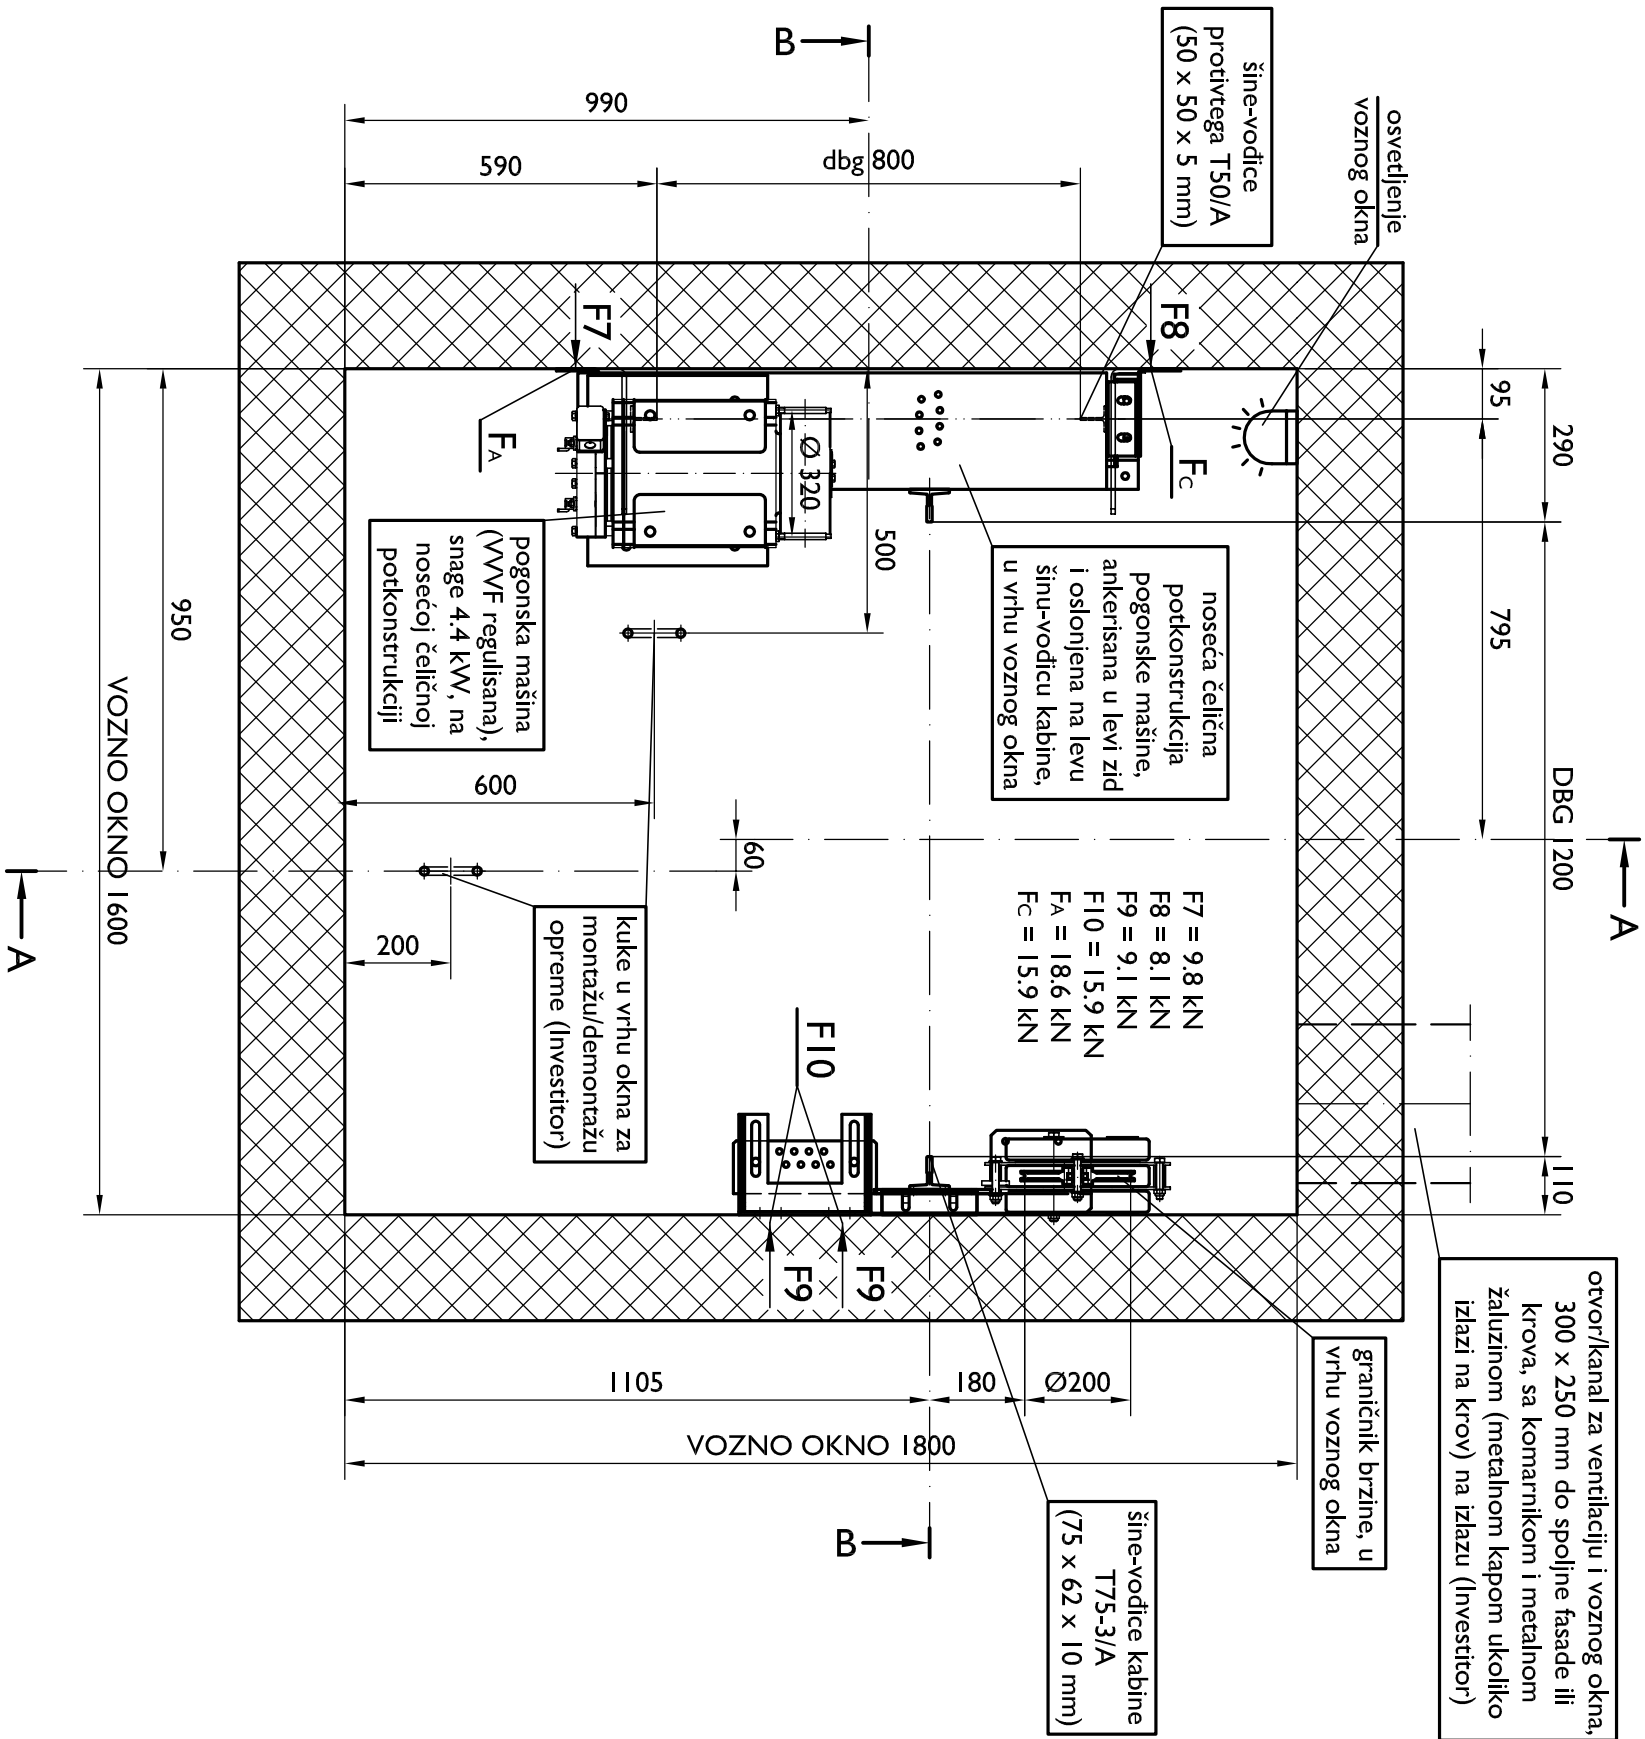 otvor/kanal za ventilaciju i voznog okna,
300 x 250 mm do spoljne fasade ili
krova, sa komarnikom i metalnom
žaluzinom (metalnom kapom ukoliko
izlazi na krov) na izlazu (Investitor)
osvetljenje
voznog okna
šine-vođice
protivtega T50/A
(50 x 50 x 5 mm)
graničnik brzine, u
vrhu voznog okna
šine-vođice kabine
T75-3/A
(75 x 62 x 10 mm)
noseća čelična
potkonstrukcija
pogonske mašine,
ankerisana u levi zid
i oslonjena na levu
šinu-vođicu kabine,
u vrhu voznog okna
F7 = 9.8 kN
F8 = 8.1 kN
F9 = 9.1 kN
F10 = 15.9 kN
FA = 18.6 kN
FC = 15.9 kN
pogonska mašina
(VVVF regulisana),
snage 4.4 kW, na
nosećoj čeličnoj
potkonstrukciji
kuke u vrhu okna za
montažu/demontažu
opreme (Investitor)
A
A
B
B
95
290
795
DBG 1200
110
990
590
dbg 800
F8
F7
FC
FA
Ø 320
500
60
600
200
F10
F9
F9
1105
180
Ø200
VOZNO OKNO 1800
950
VOZNO OKNO 1600